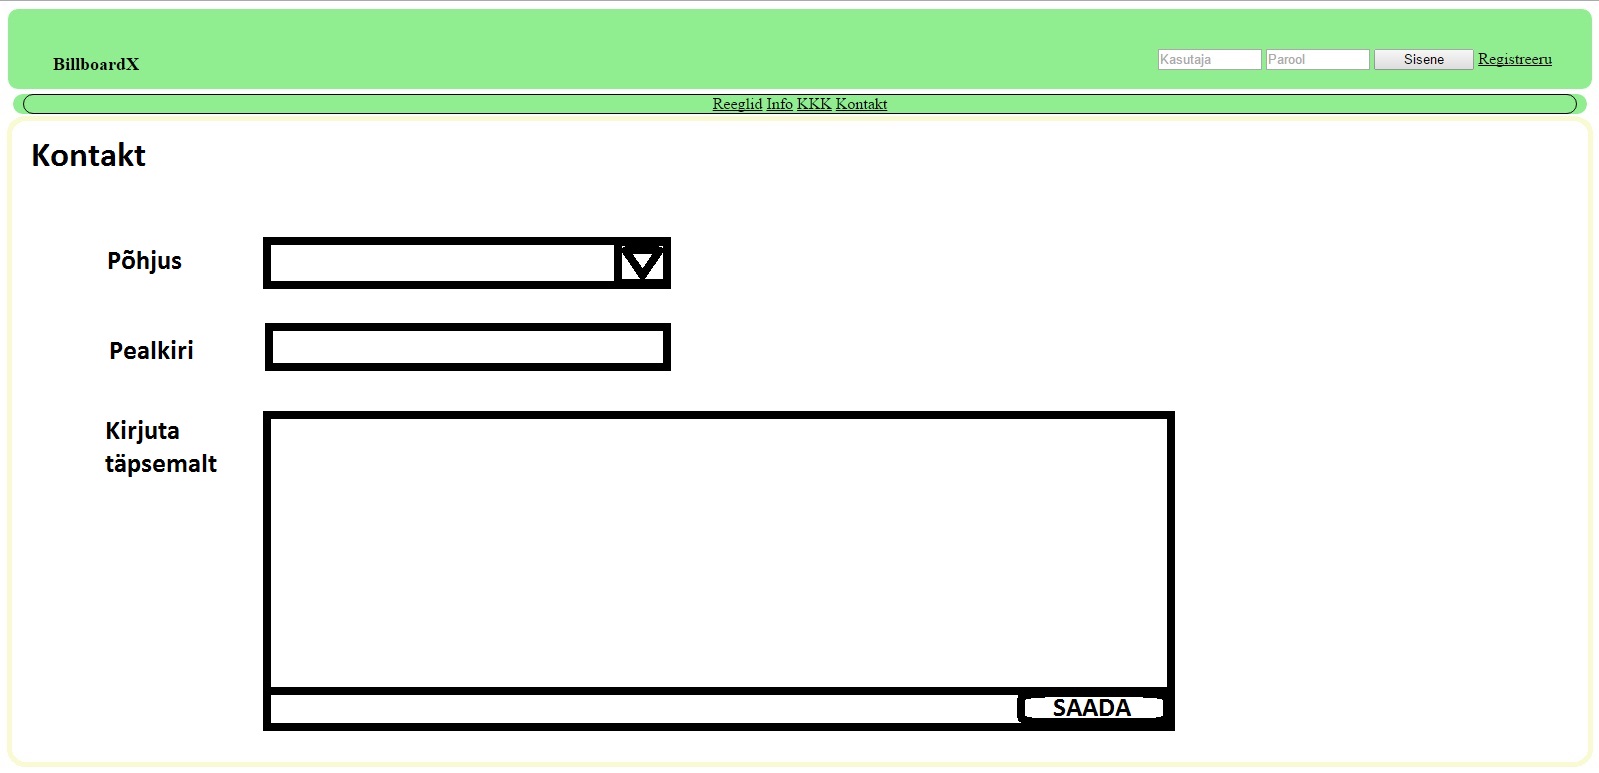 BillboardX
Kasutaja Parool Sisene Registreeru
Reeglid Info KKK Kontakt
Kontakt
Põhjus
Pealkiri
Kirjuta
täpsemalt
SAADA